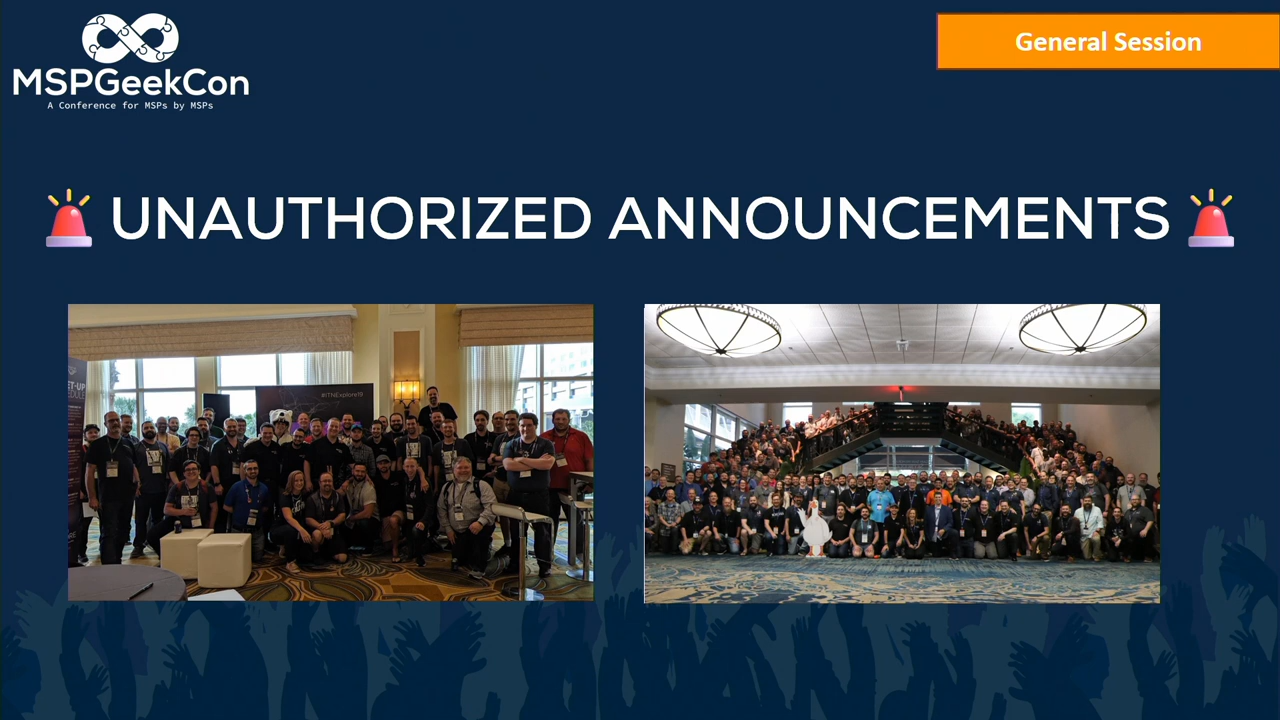 MSPGeekCon
A Conference for MSPs by MSPs
General Session
UNAUTHORIZED ANNOUNCEMENTS
#ITNExplore19